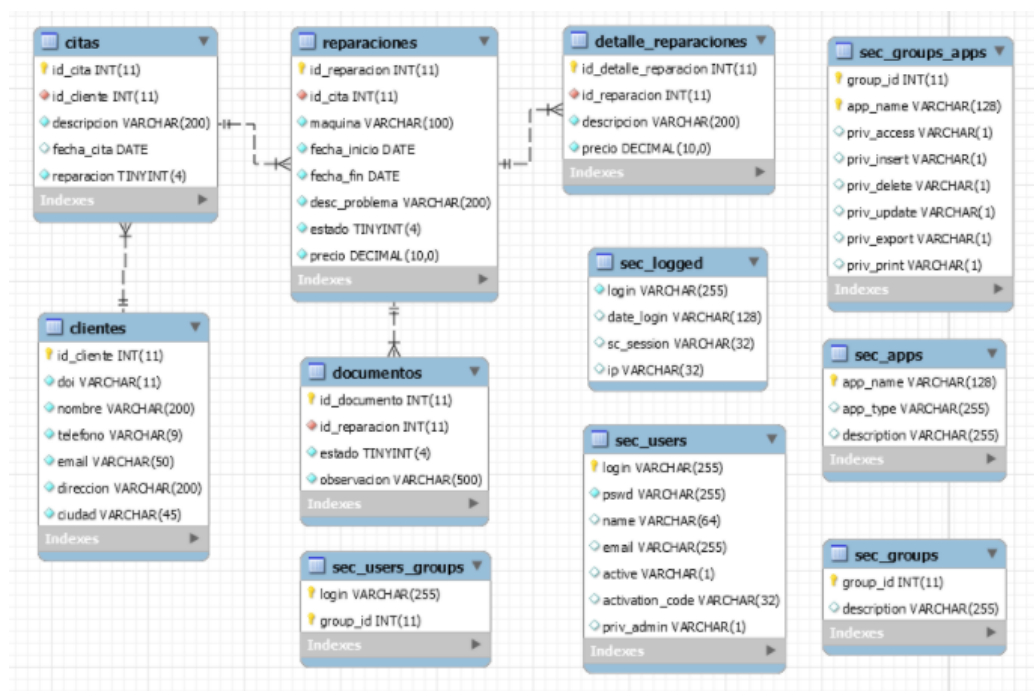 citas
id_cita INT(11)
id_cliente INT(11)
descripcion VARCHAR(200)
fecha_cita DATE
reparacion TINYINT(4)
Indexes
reparaciones
id_reparacion INT(11)
id_cita INT(11)
maquina VARCHAR(100)
fecha_inicio DATE
fecha_fin DATE
desc_problema VARCHAR(200)
estado TINYINT(4)
precio DECIMAL(10,0)
Indexes
detalle_reparaciones
id_detalle_reparacion INT(11)
id_reparacion INT(11)
descripcion VARCHAR(200)
precio DECIMAL(10,0)
Indexes
sec_groups_apps
group_id INT(11)
app_name VARCHAR(128)
priv_access VARCHAR(1)
priv_insert VARCHAR(1)
priv_delete VARCHAR(1)
priv_update VARCHAR(1)
priv_export VARCHAR(1)
priv_print VARCHAR(1)
Indexes
clientes
id_cliente INT(11)
doi VARCHAR(11)
nombre VARCHAR(200)
telefono VARCHAR(9)
email VARCHAR(50)
direccion VARCHAR(200)
ciudad VARCHAR(45)
Indexes
documentos
id_documento INT(11)
id_reparacion INT(11)
estado TINYINT(4)
observacion VARCHAR(500)
Indexes
sec_logged
login VARCHAR(255)
date_login VARCHAR(128)
sc_session VARCHAR(32)
ip VARCHAR(32)
sec_apps
app_name VARCHAR(128)
app_type VARCHAR(255)
description VARCHAR(255)
Indexes
sec_users_groups
login VARCHAR(255)
group_id INT(11)
Indexes
sec_users
login VARCHAR(255)
pswd VARCHAR(255)
name VARCHAR(64)
email VARCHAR(255)
active VARCHAR(1)
activation_code VARCHAR(32)
priv_admin VARCHAR(1)
Indexes
sec_groups
group_id INT(11)
description VARCHAR(255)
Indexes